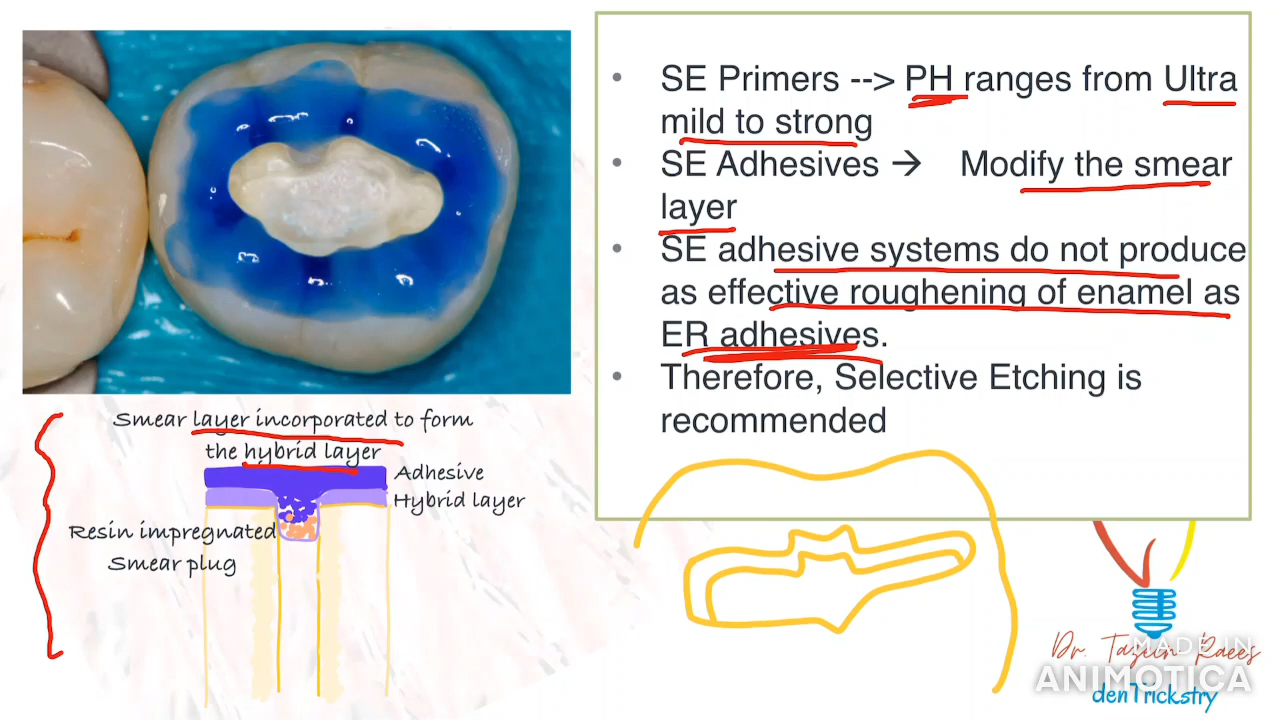 • SE Primers --> PH ranges from Ultra
mild to strong
• SE Adhesives → Modify the smear
layer
• SE adhesive systems do not produce
as effective roughening of enamel as
ER adhesives.
• Therefore, Selective Etching is
recommended
Smear layer incorporated to form
the hybrid layer
Adhesive
Hybrid layer
Resin impregnated
Smear plug
Dr. Tazin Raees
MADE IN
ANIMOTICA
denTrickstry